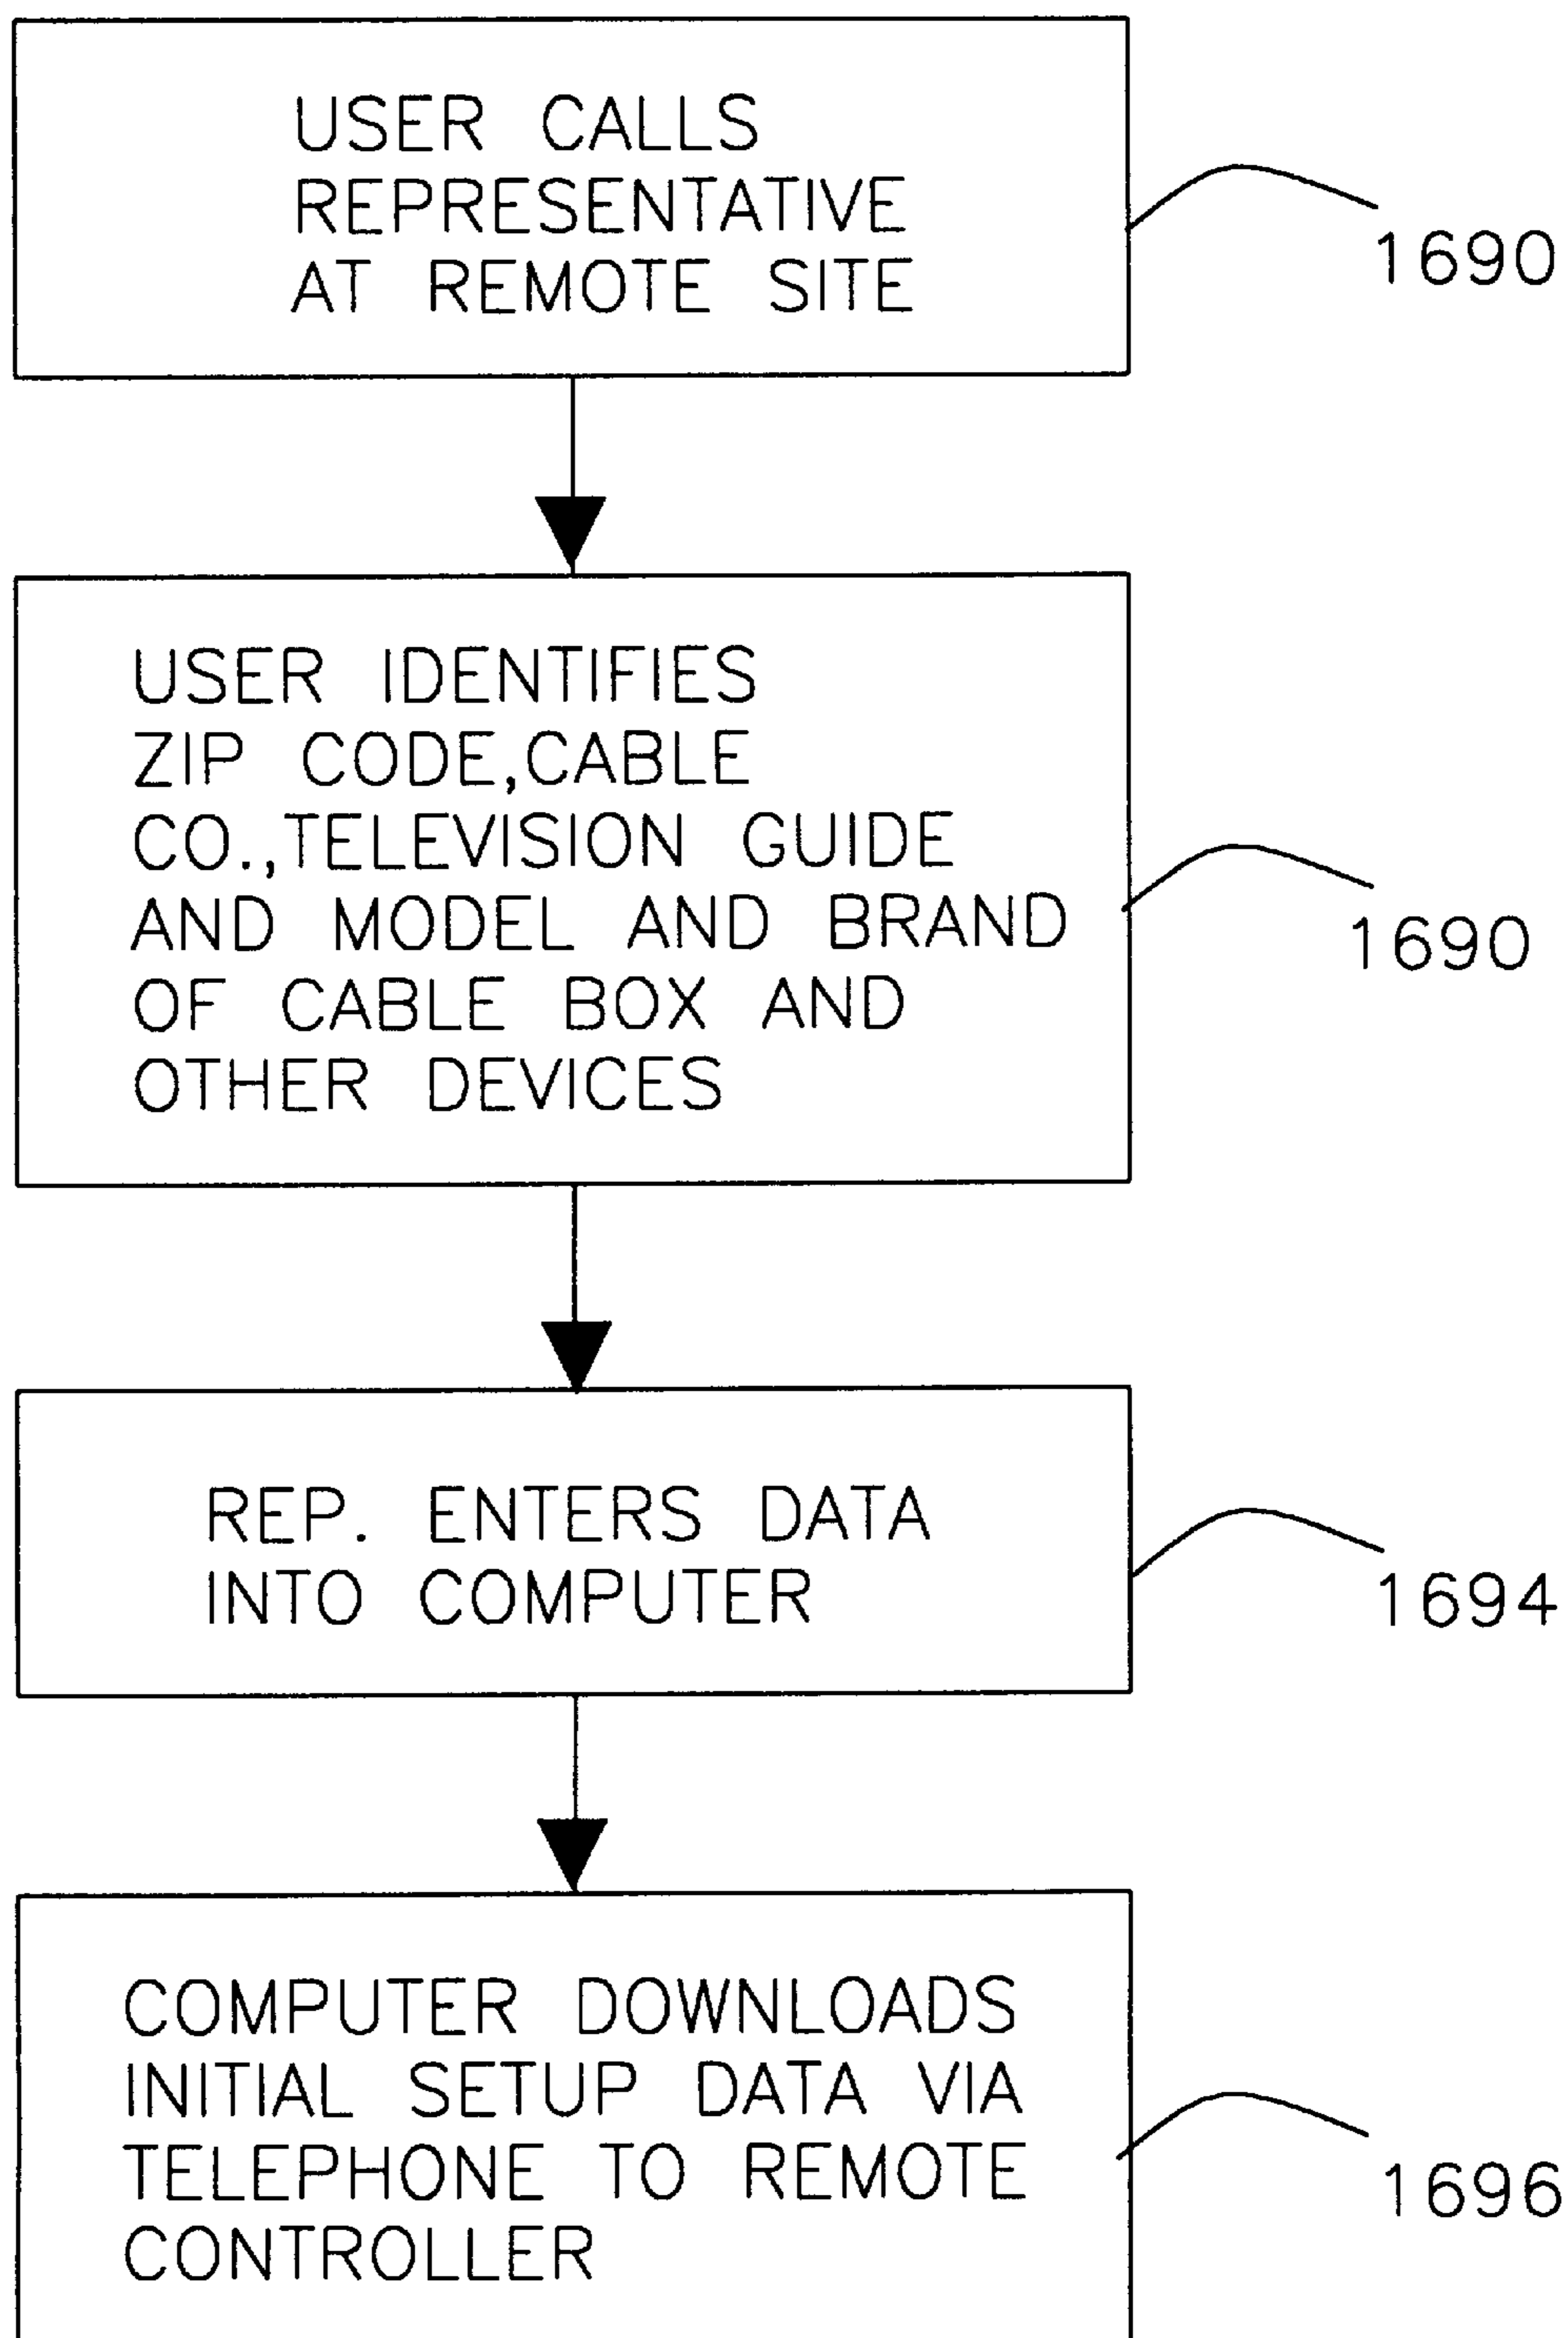 USER CALLS
REPRESENTATIVE
AT REMOTE SITE
1690
USER IDENTIFIES
ZIP CODE,CABLE
CO.,TELEVISION GUIDE
AND MODEL AND BRAND
OF CABLE BOX AND
OTHER DEVICES
1690
REP. ENTERS DATA
INTO COMPUTER
1694
COMPUTER DOWNLOADS
INITIAL SETUP DATA VIA
TELEPHONE TO REMOTE
CONTROLLER
1696